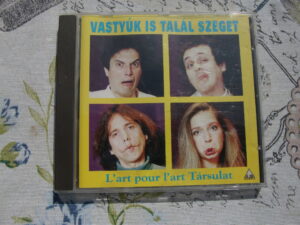 VASTYÚK IS TALÁL SZEGET
L'art pour l'art Társulat